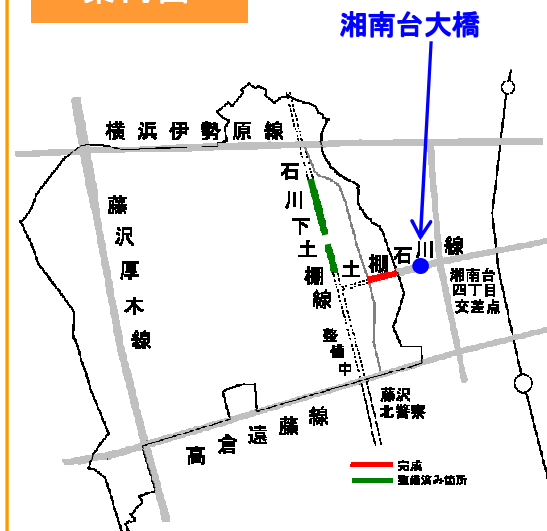 案内図
湘南台大橋
横浜伊勢原線
藤沢厚木線
石川下土棚線
土棚石川線
湘南台
四丁目
交差点
整備中
藤沢
北警察
高倉遠藤線
完成
整備済み箇所